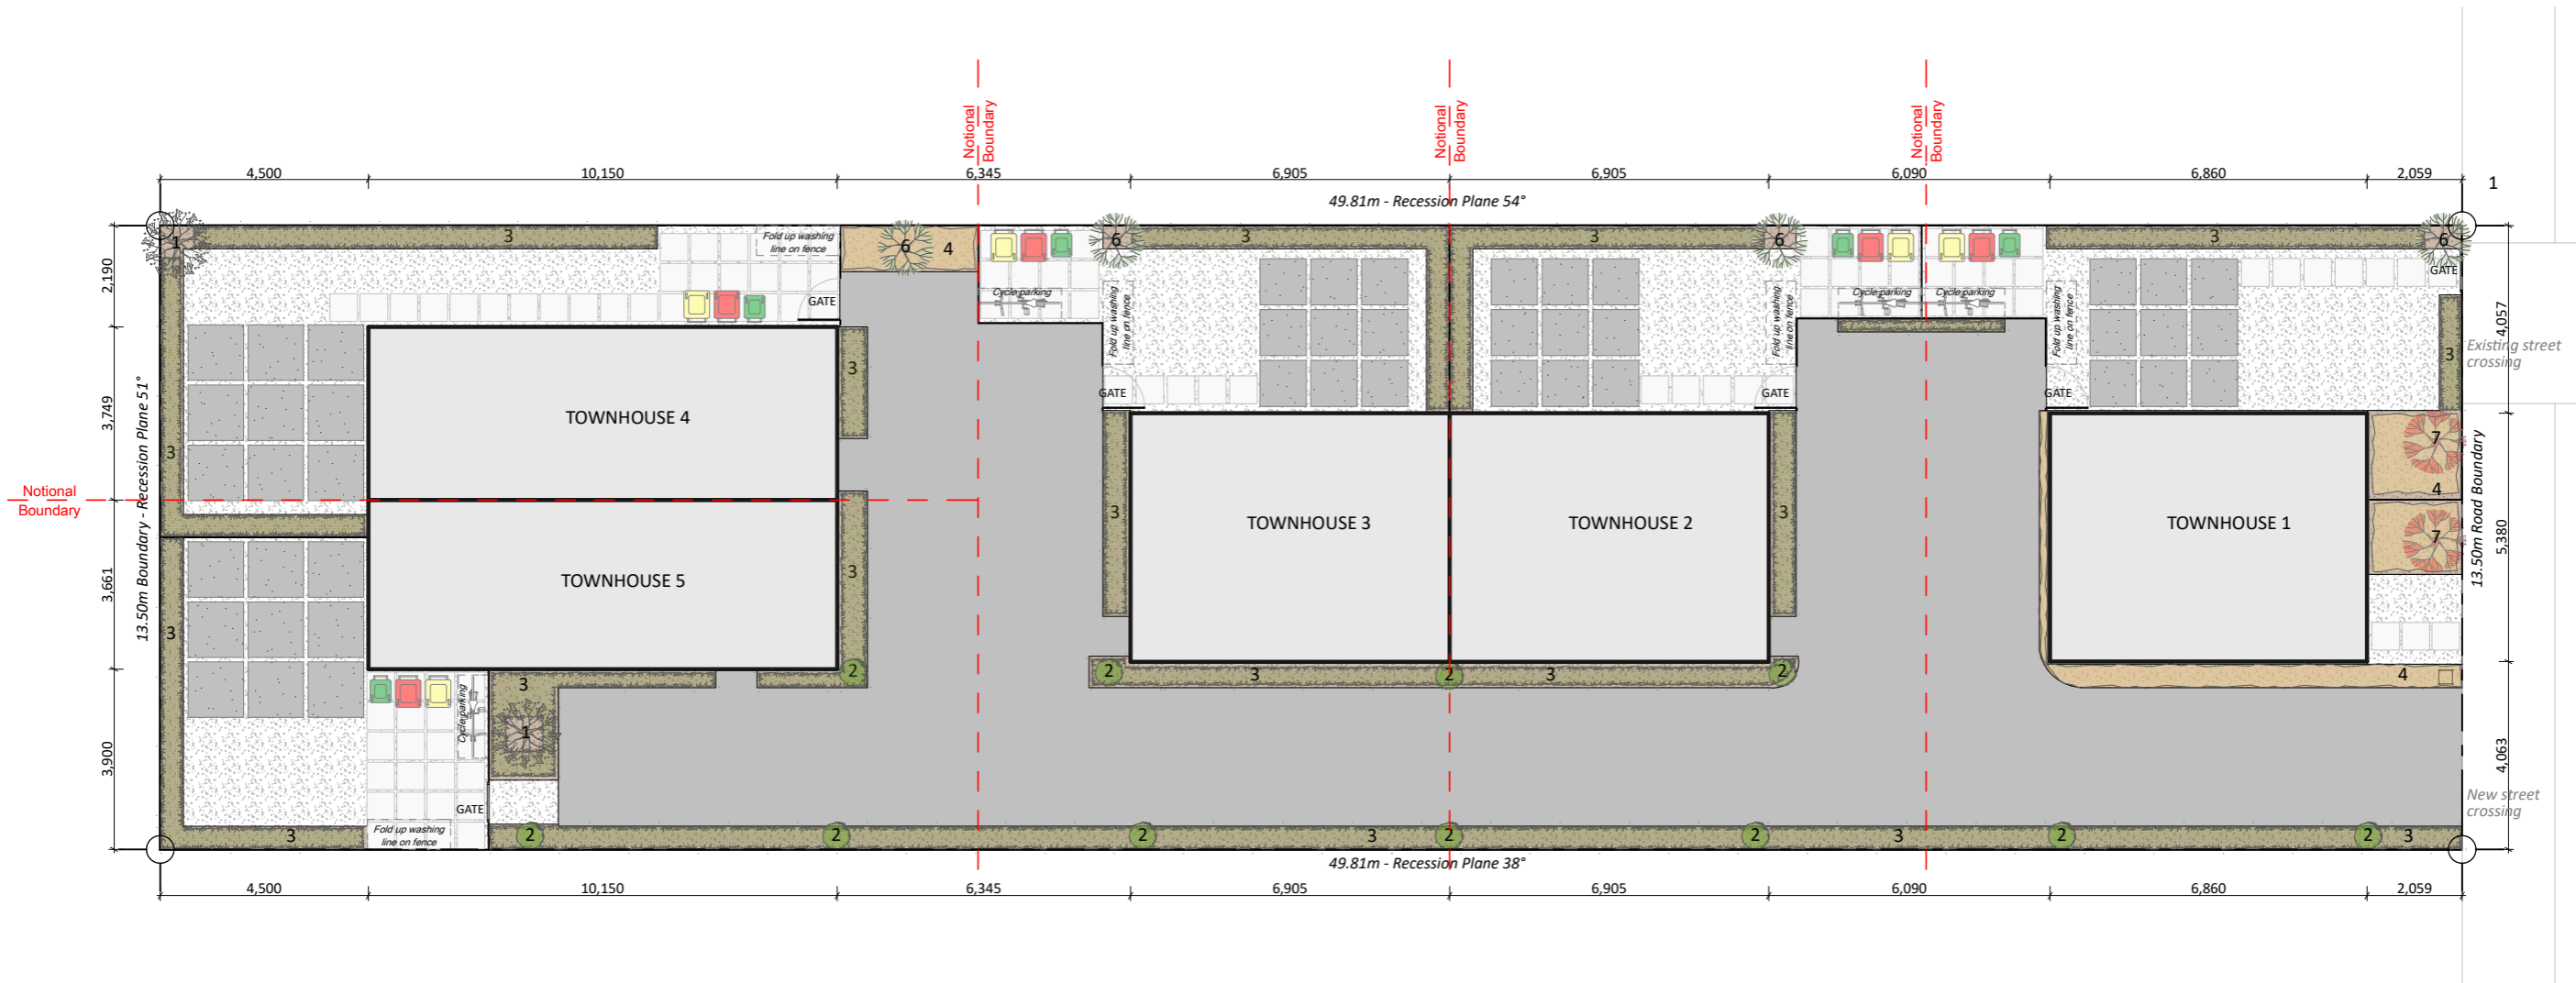 Notional
Boundary
Notional
Boundary
Notional
Boundary
4,500
10,150
6,345
6,905
6,905
6,090
6,860
2,059
1
49.81m - Recession Plane 54°
1
3
Fold up washing
line on fence
6
4
6
3
3
6
3
6
GATE
2,190
GATE
Cycle parking
Fold up washing
line on fence
Fold up washing
line on fence
Cycle parking
Cycle parking
Fold up washing
line on fence
4,057
Existing street
crossing
3
3
GATE
GATE
GATE
3,749
13.50m Boundary - Recession Plane 51°
TOWNHOUSE 4
3
7
4
13.50m Road Boundary
Notional
Boundary
3
3
TOWNHOUSE 3
TOWNHOUSE 2
3
TOWNHOUSE 1
7
5,380
3,661
TOWNHOUSE 5
3
3
2
2
3
2
3
2
4
3
Cycle parking
1
3,900
4,063
GATE
New street
crossing
3
Fold up washing
line on fence
2
2
2
3
2
2
3
2
2
3
49.81m - Recession Plane 38°
4,500
10,150
6,345
6,905
6,905
6,090
6,860
2,059